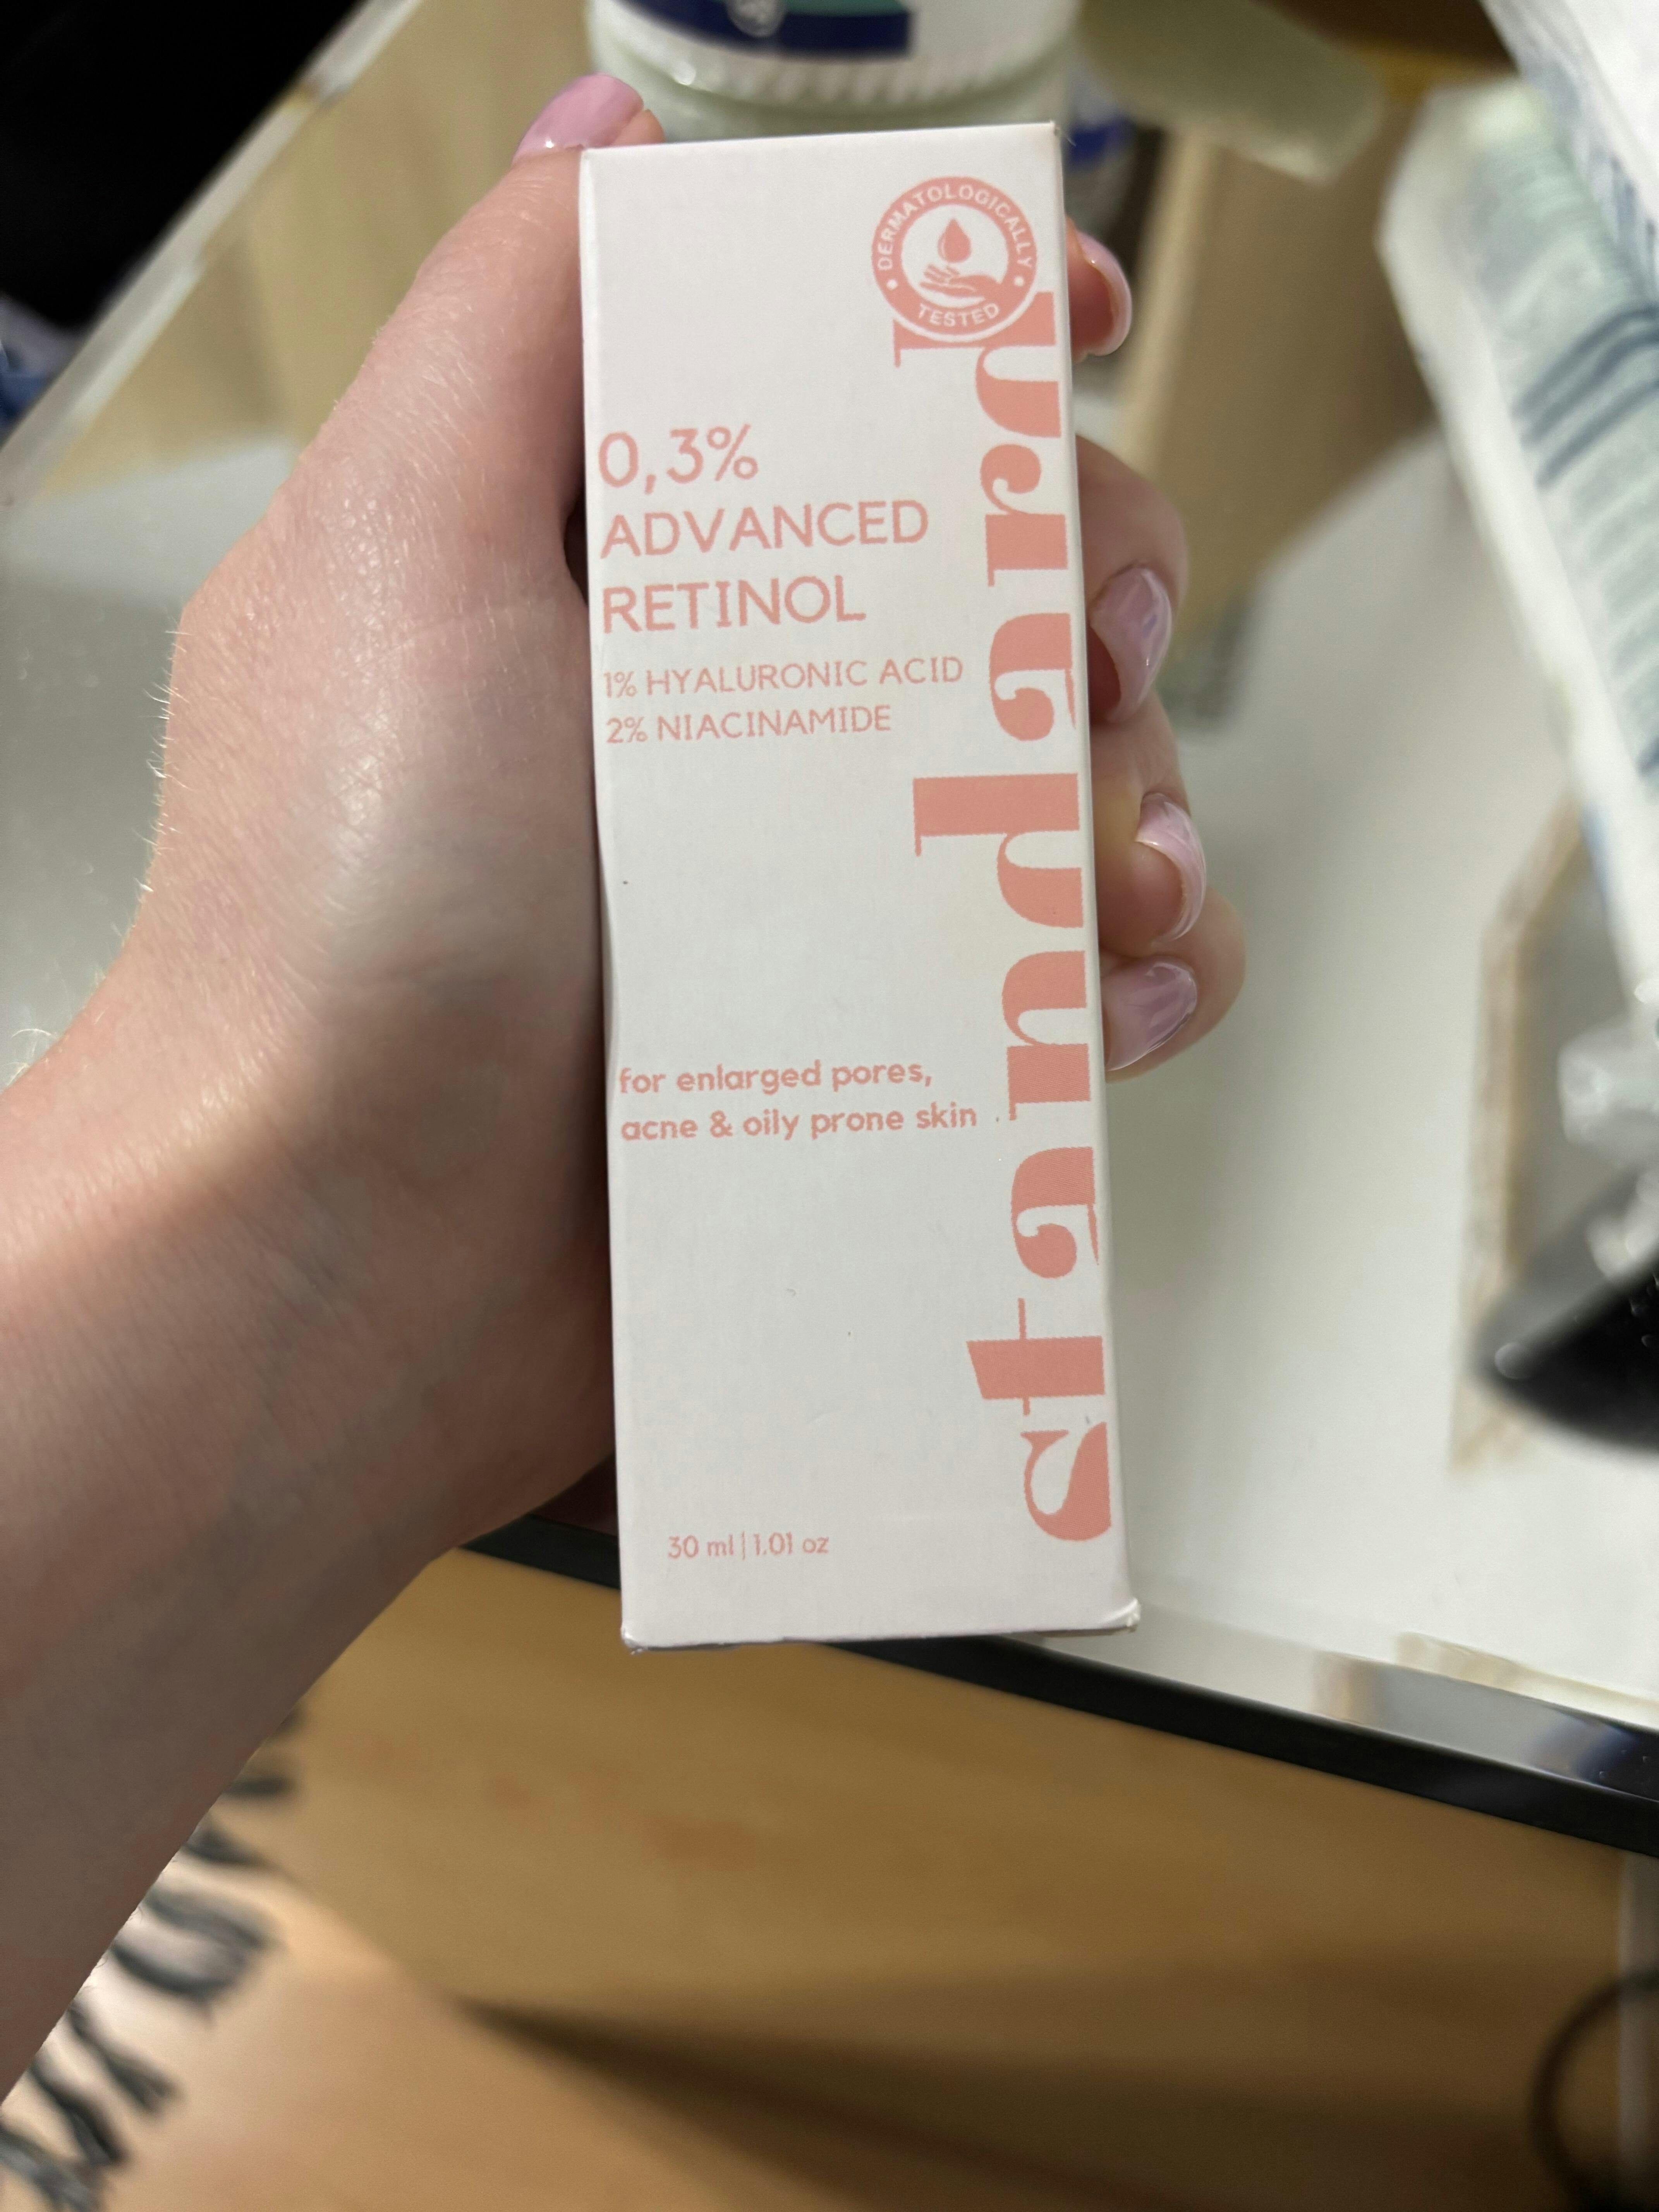 DERMATOLOGICALLY
TESTED
0,3%
ADVANCED
RETINOL
1% HYALURONIC ACID
2% NIACINAMIDE
for enlarged pores,
acne & oily prone skin
30 ml | 1.01 oz
standard